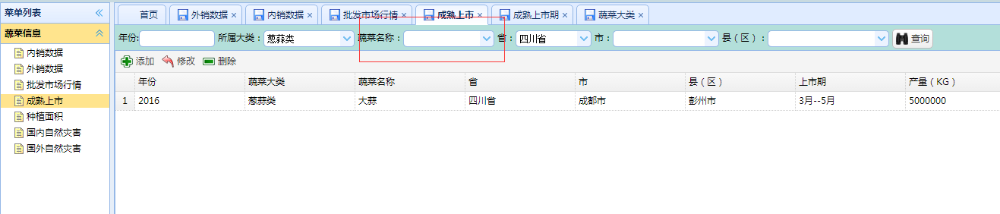 菜单列表
蔬菜信息
内销数据
外销数据
批发市场行情
成熟上市
种植面积
国内自然灾害
国外自然灾害
首页 外销数据 内销数据 批发市场行情 成熟上市 成熟上市期 蔬菜大类
年份: 所属大类：葱蒜类 蔬菜名称： 省：四川省 市： 县（区）： 查询
添加 修改 删除
年份 蔬菜大类 蔬菜名称 省 市 县（区） 上市期 产量（KG）
1 2016 葱蒜类 大蒜 四川省 成都市 彭州市 3月--5月 5000000